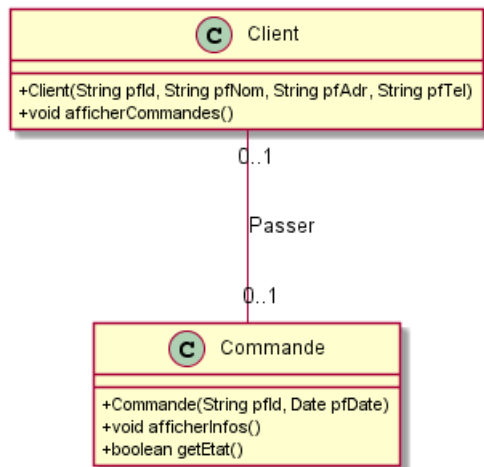 C Client
+Client(String pfId, String pfNom, String pfAdr, String pfTel)
+void afficherCommandes()
0..1
Passer
0..1
C Commande
+Commande(String pfId, Date pfDate)
+void afficherInfos()
+boolean getEtat()